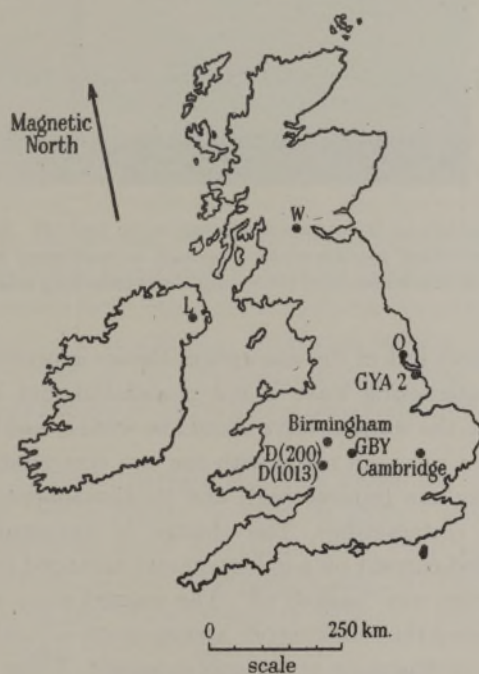 Magnetic
North
W
L
O
GYA 2
Birmingham
D(200)
GBY
D(1013)
Cambridge
0
250 km.
scale